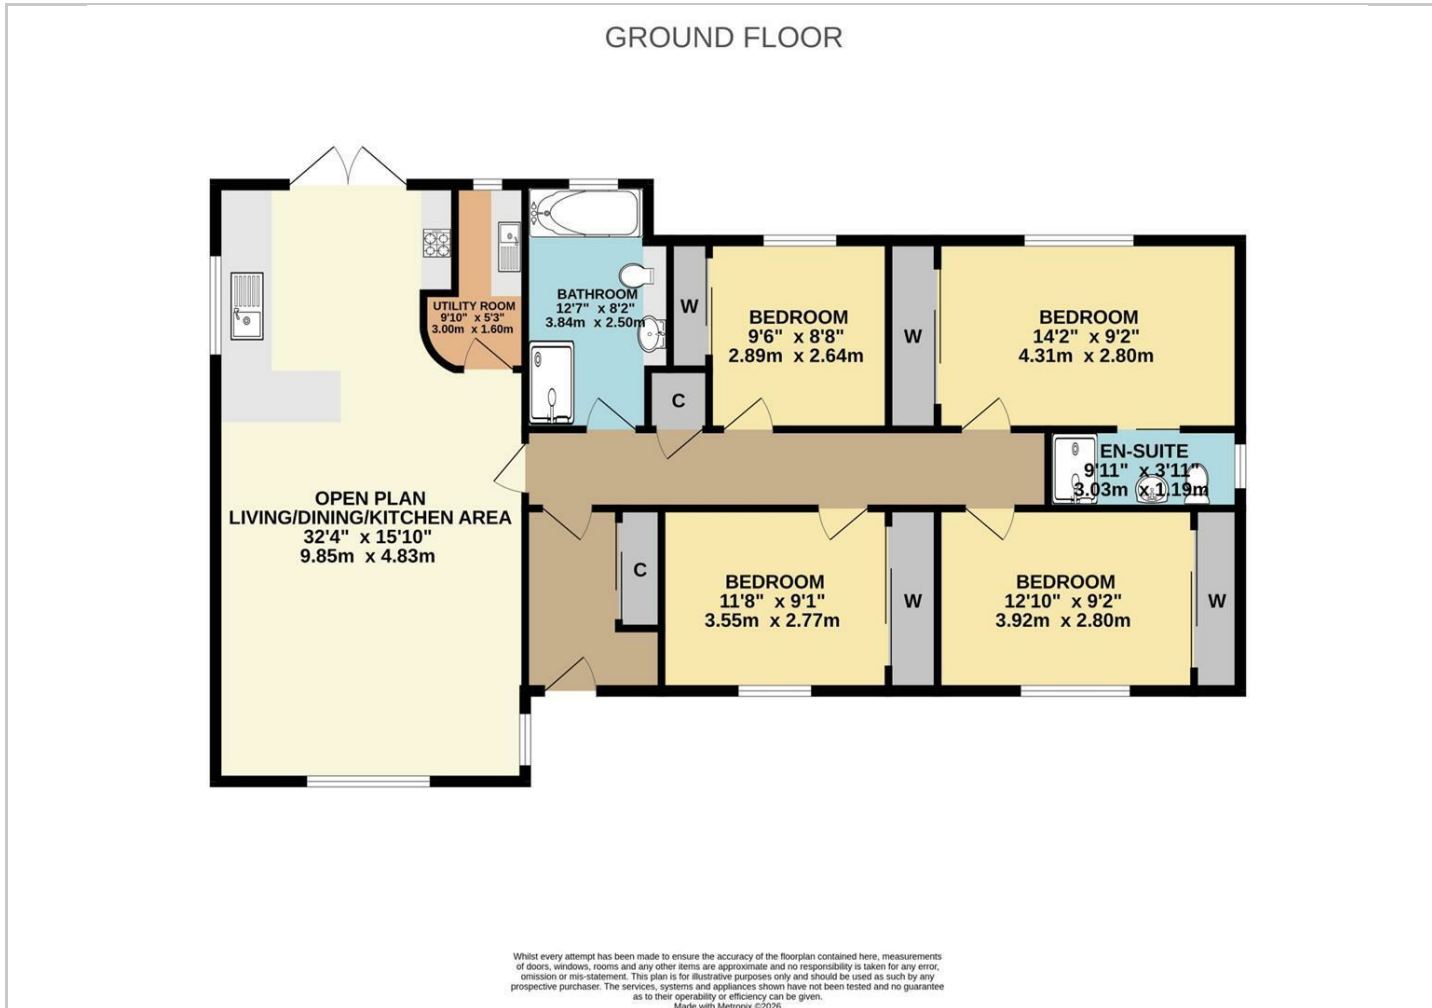 GROUND FLOOR
UTILITY ROOM
9'10" x 5'3"
3.00m x 1.60m
BATHROOM
12'7" x 8'2"
3.84m x 2.50m
W
BEDROOM
9'6" x 8'8"
2.89m x 2.64m
W
BEDROOM
14'2" x 9'2"
4.31m x 2.80m
C
EN-SUITE
9'11" x 3'11"
3.03m x 1.19m
OPEN PLAN
LIVING/DINING/KITCHEN AREA
32'4" x 15'10"
9.85m x 4.83m
C
BEDROOM
11'8" x 9'1"
3.55m x 2.77m
W
BEDROOM
12'10" x 9'2"
3.92m x 2.80m
W
Whilst every attempt has been made to ensure the accuracy of the floorplan contained here, measurements
of doors, windows, rooms and any other items are approximate and no responsibility is taken for any error,
omission or mis-statement. This plan is for illustrative purposes only and should be used as such by any
prospective purchaser. The services, systems and appliances shown have not been tested and no guarantee
as to their operability or efficiency can be given.
Made with Metropix ©2026